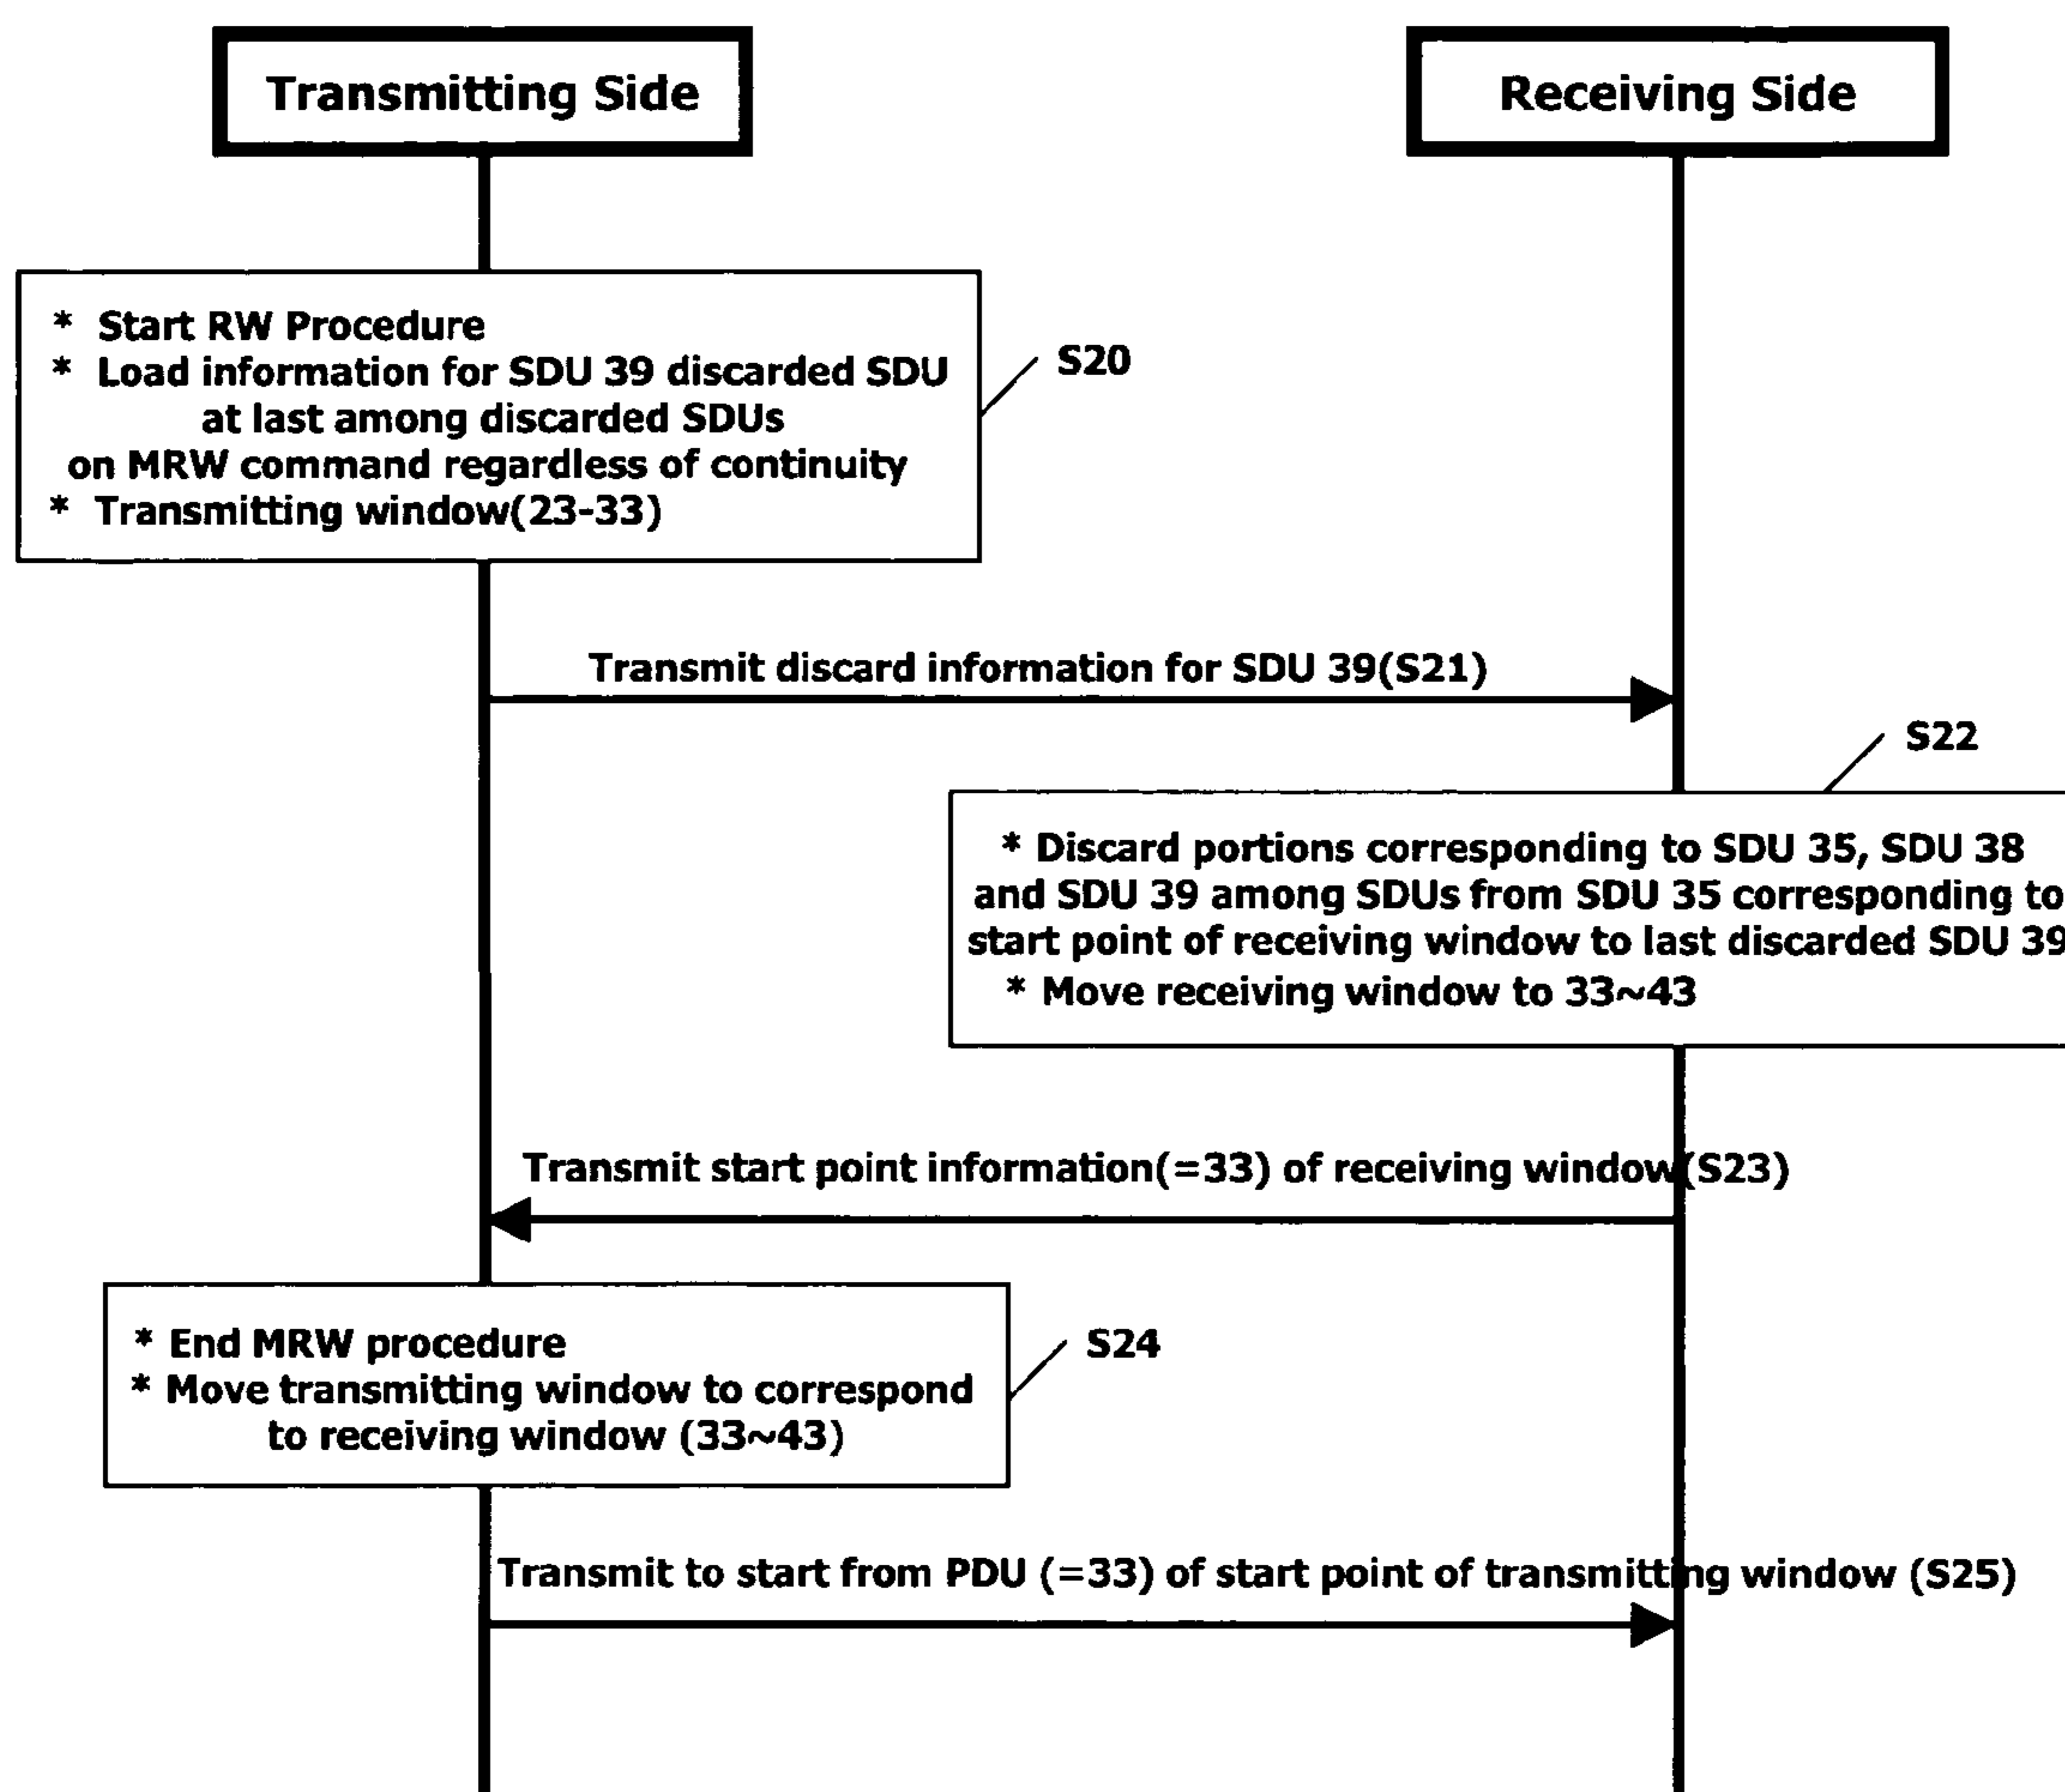 Transmitting Side
Receiving Side
* Start RW Procedure
* Load information for SDU 39 discarded SDU
at last among discarded SDUs
on MRW command regardless of continuity
* Transmitting window(23-33)
S20
Transmit discard information for SDU 39(S21)
S22
* Discard portions corresponding to SDU 35, SDU 38
and SDU 39 among SDUs from SDU 35 corresponding to
start point of receiving window to last discarded SDU 39
* Move receiving window to 33~43
Transmit start point information(=33) of receiving window(S23)
* End MRW procedure
* Move transmitting window to correspond
to receiving window (33~43)
S24
Transmit to start from PDU (=33) of start point of transmitting window (S25)